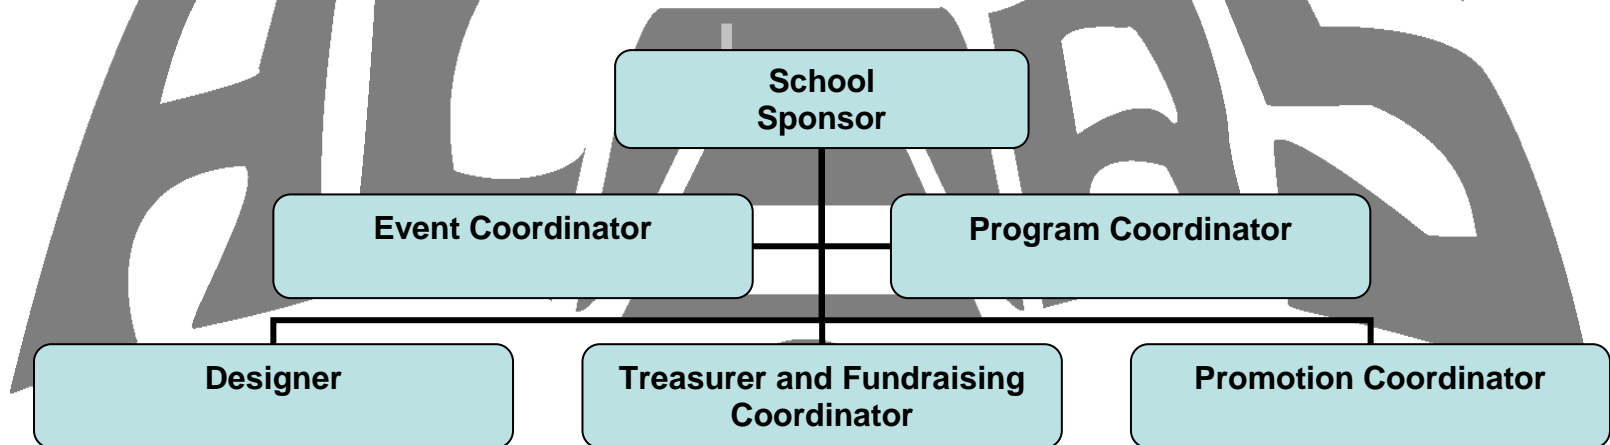 School
Sponsor
Event Coordinator
Program Coordinator
Designer
Treasurer and Fundraising
Coordinator
Promotion Coordinator